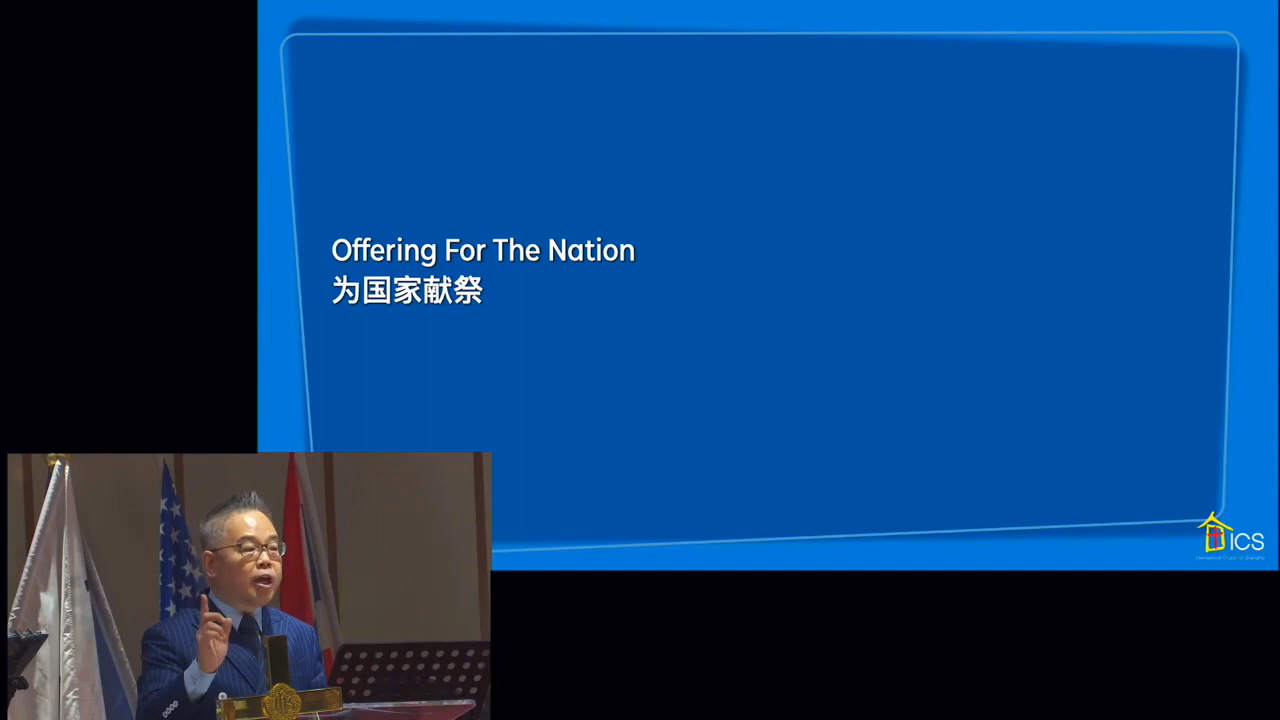 Offering For The Nation
为国家献祭
ICS